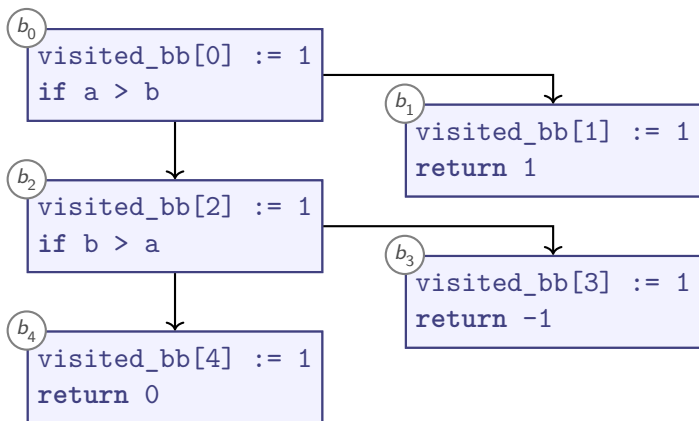 b0
visited_bb[0] := 1
if a > b
b1
visited_bb[1] := 1
return 1
b2
visited_bb[2] := 1
if b > a
b3
visited_bb[3] := 1
return -1
b4
visited_bb[4] := 1
return 0